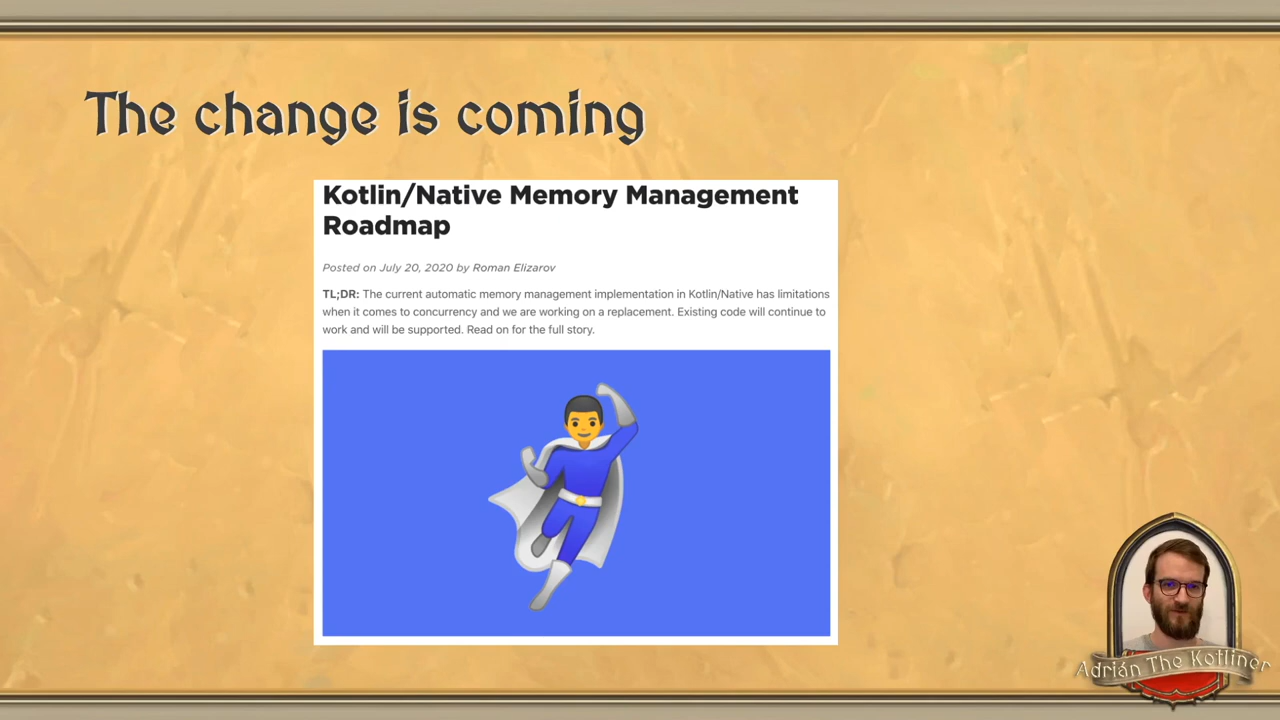 The change is coming
Kotlin/Native Memory Management
Roadmap
Posted on July 20, 2020 by Roman Elizarov
TL;DR: The current automatic memory management implementation in Kotlin/Native has limitations
when it comes to concurrency and we are working on a replacement. Existing code will continue to
work and will be supported. Read on for the full story.
Adrián The Kotliner